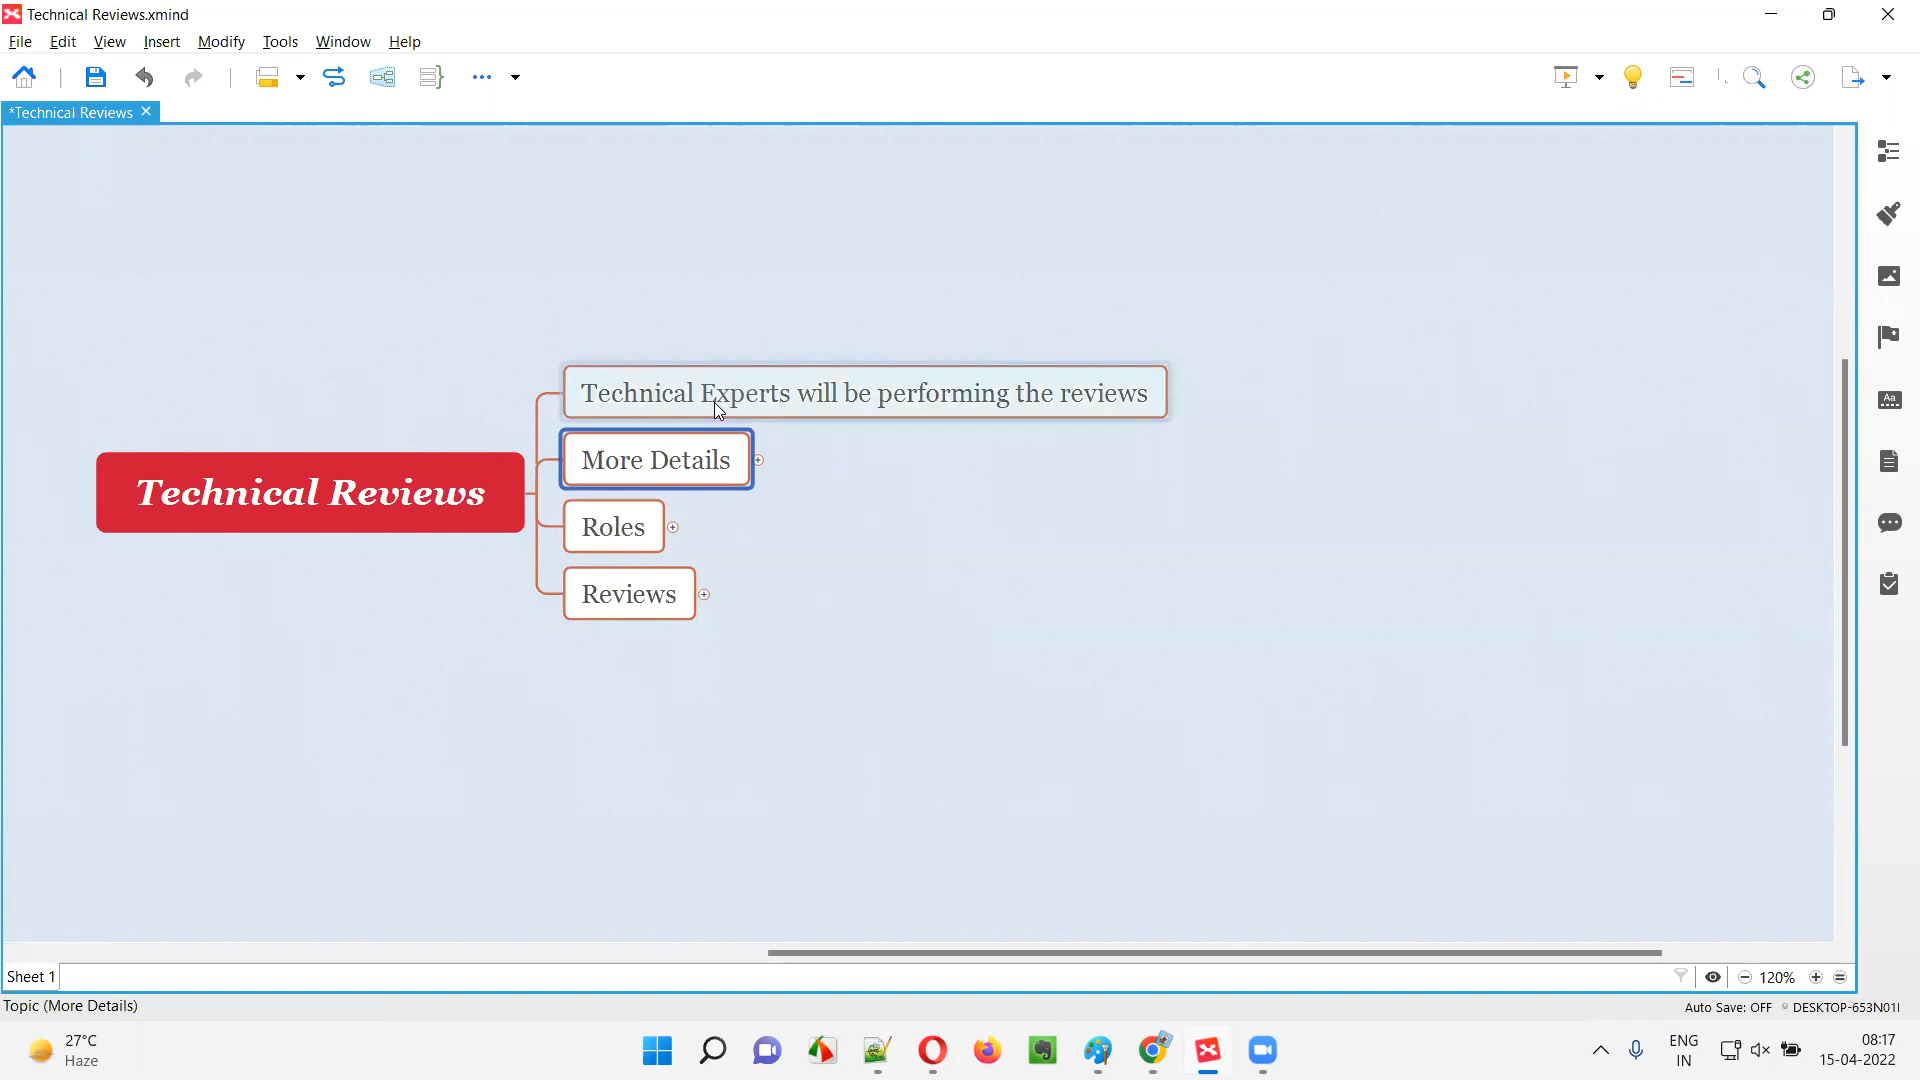 Technical Reviews.xmind
File Edit View Insert Modify Tools Window Help
*Technical Reviews
Technical Experts will be performing the reviews
More Details
Technical Reviews
Roles
Reviews
Sheet 1
120%
Topic (More Details)
Auto Save: OFF
DESKTOP-653N01I
27°C
Haze
ENG
IN
08:17
15-04-2022
Aa